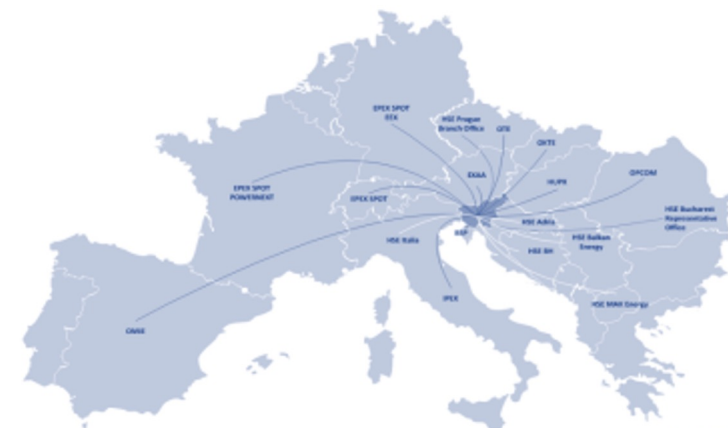 EPEX SPOT
EEX
HSE Prague
Branch Office
OTE
OKTE
EPEX SPOT
POWERNEXT
EPEX SPOT
EXAA
HUPX
OPCOM
HSE Bucharest
Representative
Office
HSE Adria
HSE Balkan
Energy
BSP
HSE Italia
HSE BH
IPEX
HSE MAK Energy
OMIE